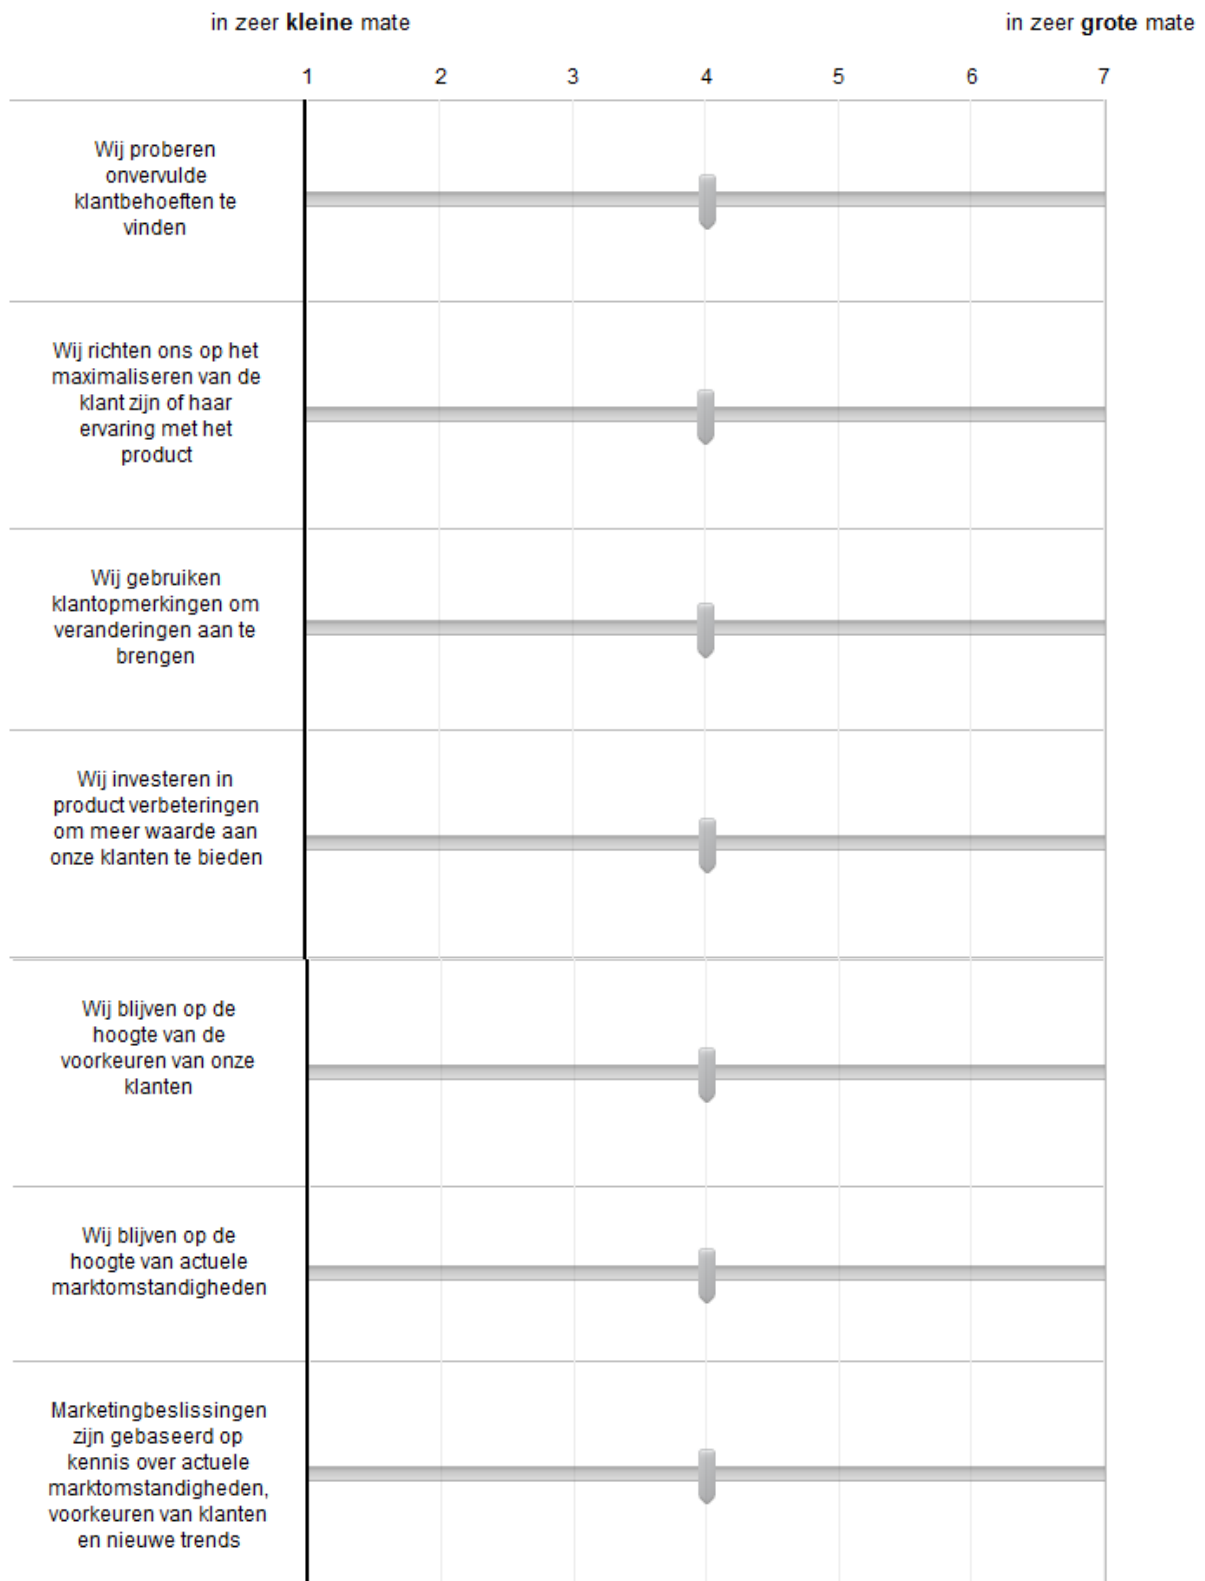 in zeer kleine mate in zeer grote mate
1 2 3 4 5 6 7
Wij proberen
onvervulde
klantbehoeften te
vinden
Wij richten ons op het
maximaliseren van de
klant zijn of haar
ervaring met het
product
Wij gebruiken
klantopmerkingen om
veranderingen aan te
brengen
Wij investeren in
product verbeteringen
om meer waarde aan
onze klanten te bieden
Wij blijven op de
hoogte van de
voorkeuren van onze
klanten
Wij blijven op de
hoogte van actuele
marktomstandigheden
Marketingbeslissingen
zijn gebaseerd op
kennis over actuele
marktomstandigheden,
voorkeuren van klanten
en nieuwe trends